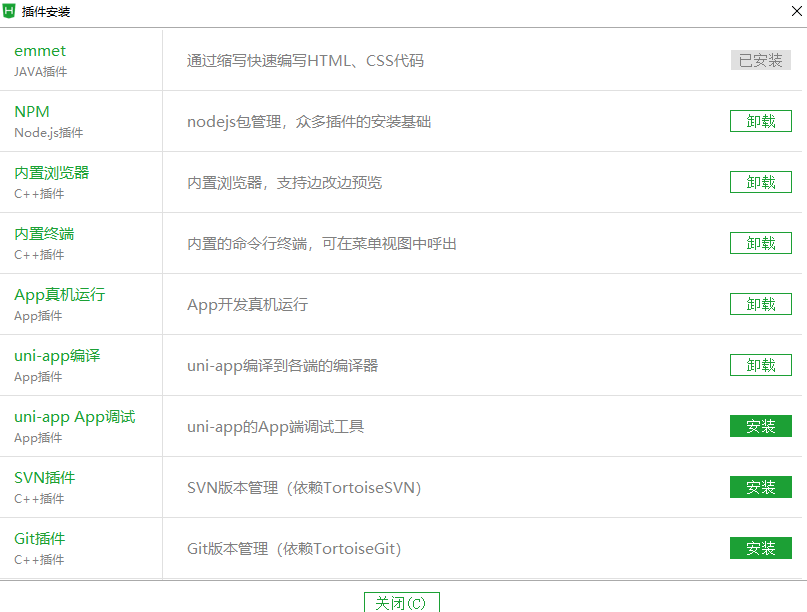 插件安装
emmet
JAVA插件
通过缩写快速编写HTML、CSS代码
已安装
NPM
Node.js插件
nodejs包管理，众多插件的安装基础
卸载
内置浏览器
C++插件
内置浏览器，支持边改边预览
卸载
内置终端
C++插件
内置的命令行终端，可在菜单视图中呼出
卸载
App真机运行
App插件
App开发真机运行
卸载
uni-app编译
App插件
uni-app编译到各端的编译器
卸载
uni-app App调试
App插件
uni-app的App端调试工具
安装
SVN插件
C++插件
SVN版本管理（依赖TortoiseSVN）
安装
Git插件
C++插件
Git版本管理（依赖TortoiseGit）
安装
关闭(C)